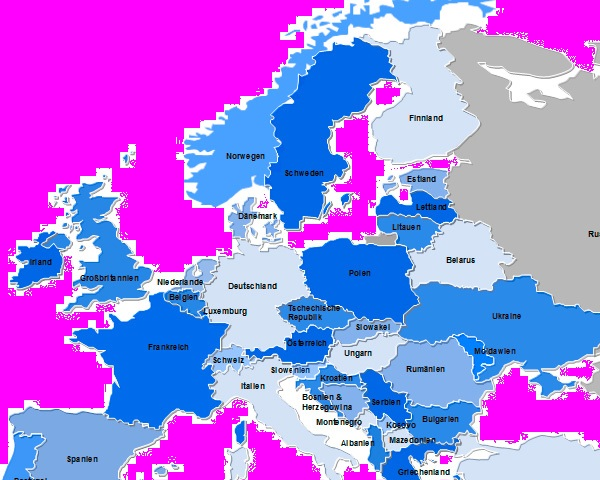 Finnland
Norwegen
Schweden
Estland
Dänemark
Lettland
Litauen
Irland
Belarus
Polen
Großbritannien
Niederlande
Deutschland
Belgien
Luxemburg
Tschechische
Republik
Ukraine
Slowakei
Frankreich
Österreich
Moldawien
Ungarn
Schweiz
Slowenien
Rumänien
Kroatien
Italien
Bosnien &
Herzegowina
Serbien
Montenegro
Kosovo
Bulgarien
Albanien
Mazedonien
Spanien
Griechenland